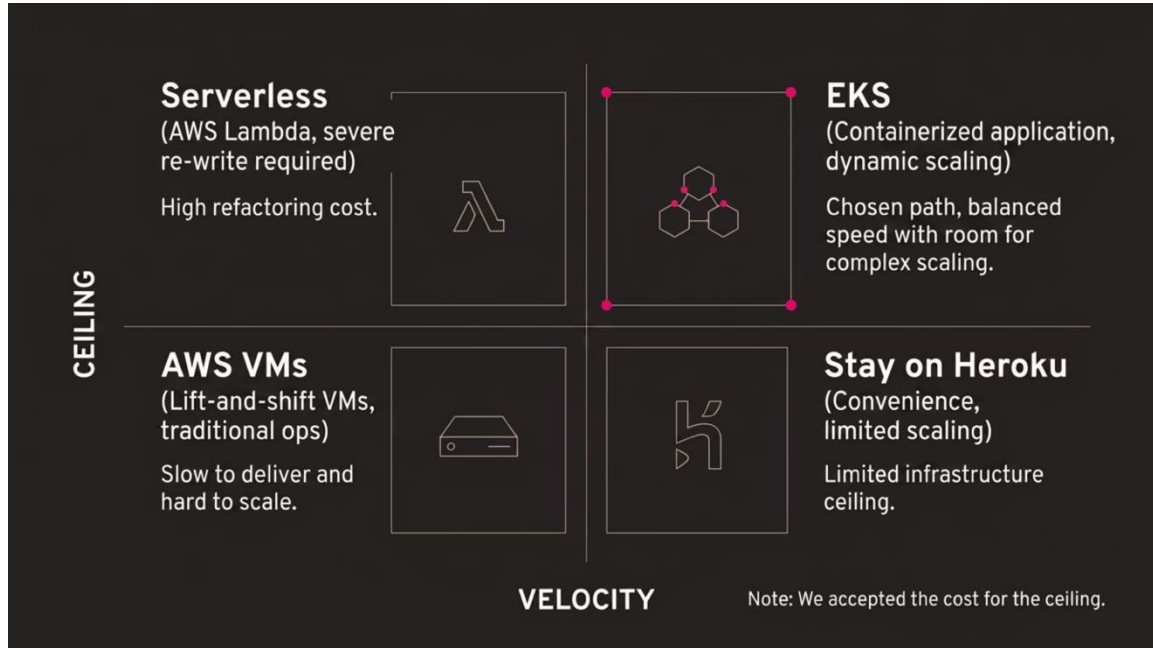 Serverless
(AWS Lambda, severe
re-write required)
High refactoring cost.
EKS
(Containerized application,
dynamic scaling)
Chosen path, balanced
speed with room for
complex scaling.
CEILING
AWS VMs
(Lift-and-shift VMs,
traditional ops)
Slow to deliver and
hard to scale.
Stay on Heroku
(Convenience,
limited scaling)
Limited infrastructure
ceiling.
VELOCITY
Note: We accepted the cost for the ceiling.